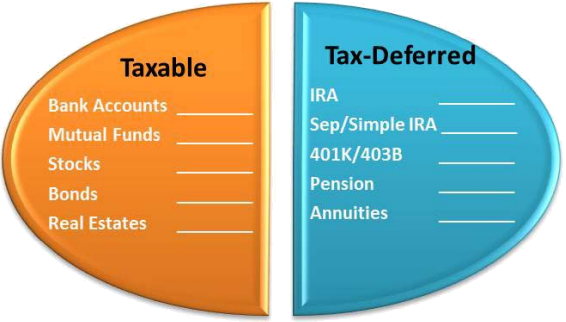 Taxable
Bank Accounts ________
Mutual Funds ________
Stocks ________
Bonds ________
Real Estates ________
Tax-Deferred
IRA ________
Sep/Simple IRA ________
401K/403B ________
Pension ________
Annuities ________